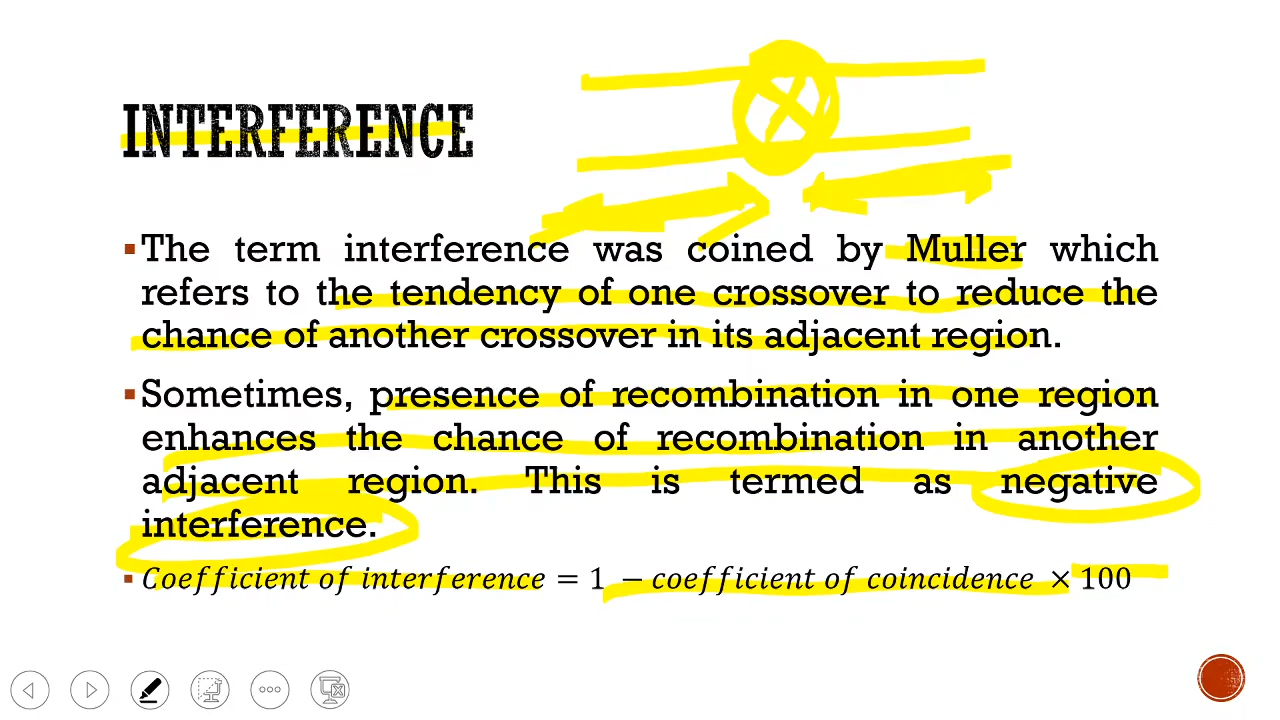 INTERFERENCE
▪The term interference was coined by Muller which
refers to the tendency of one crossover to reduce the
chance of another crossover in its adjacent region.
▪Sometimes, presence of recombination in one region
enhances the chance of recombination in another
adjacent region. This is termed as negative
interference.
▪Coefficient of interference = 1 − coefficient of coincidence × 100